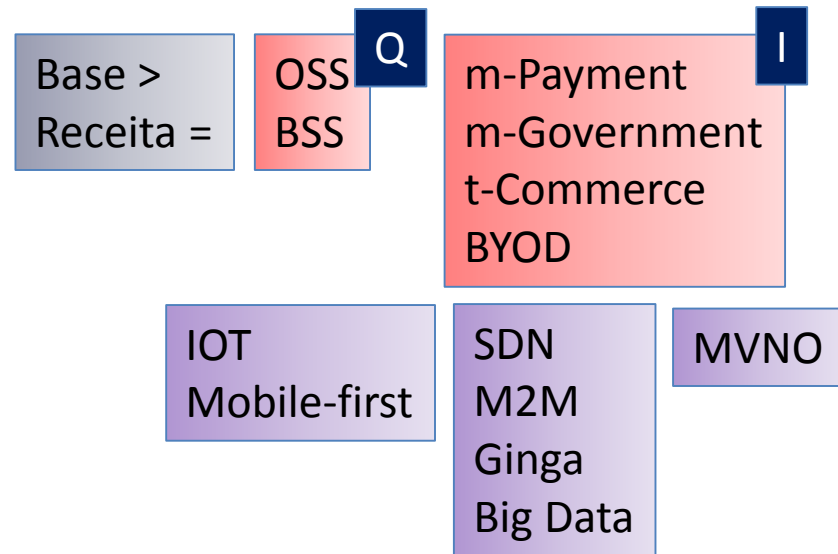 Base >
Receita =
OSS
BSS
Q
m-Payment
m-Government
t-Commerce
BYOD
I
IOT
Mobile-first
SDN
M2M
Ginga
Big Data
MVNO